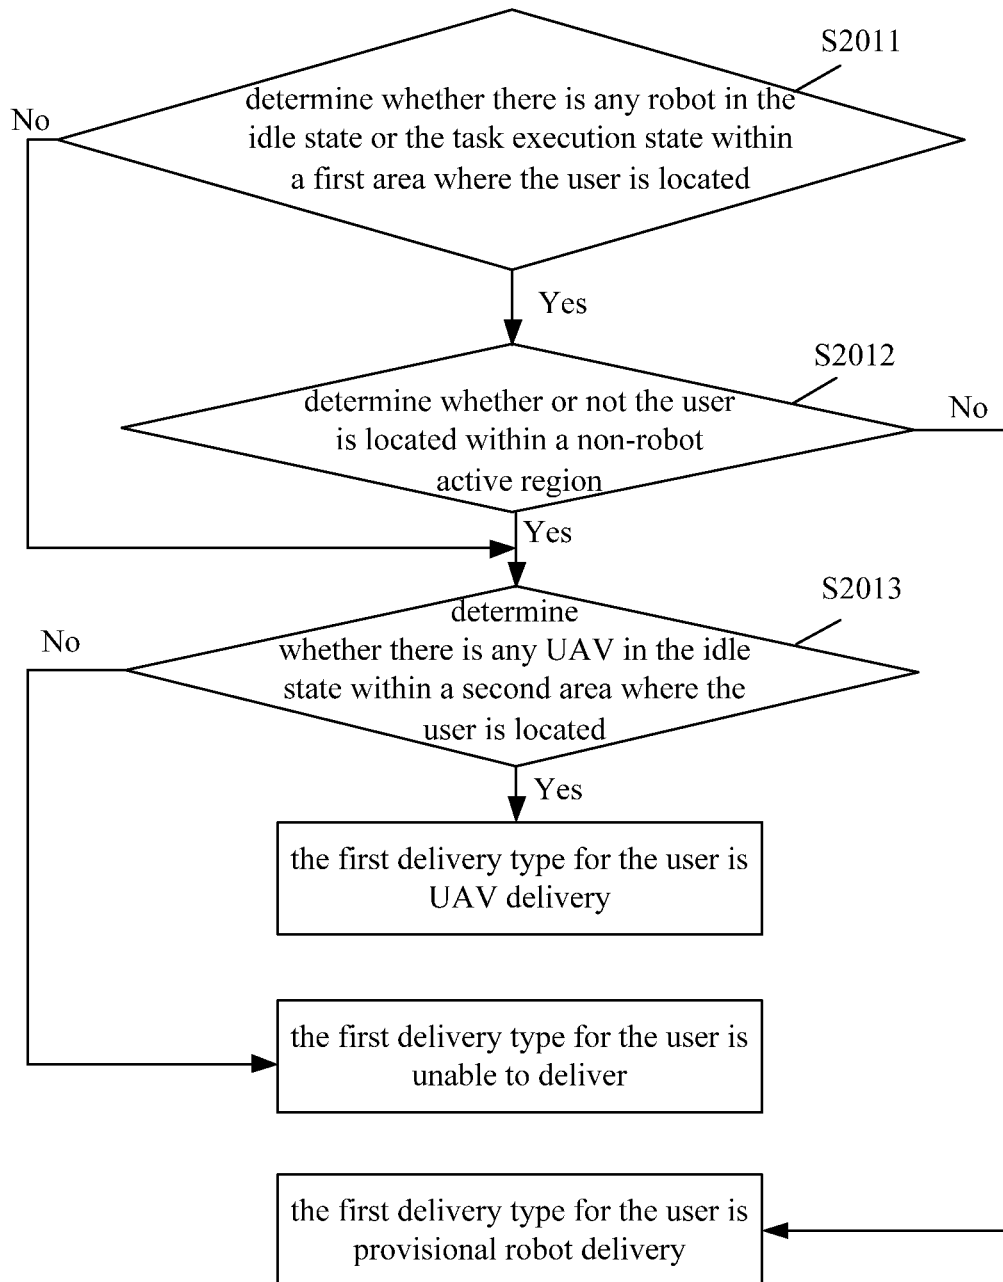 S2011
determine whether there is any robot in the
idle state or the task execution state within
a first area where the user is located
No
Yes
S2012
determine whether or not the user
is located within a non-robot
active region
No
Yes
S2013
determine
whether there is any UAV in the idle
state within a second area where the
user is located
No
Yes
the first delivery type for the user is
UAV delivery
the first delivery type for the user is
unable to deliver
the first delivery type for the user is
provisional robot delivery